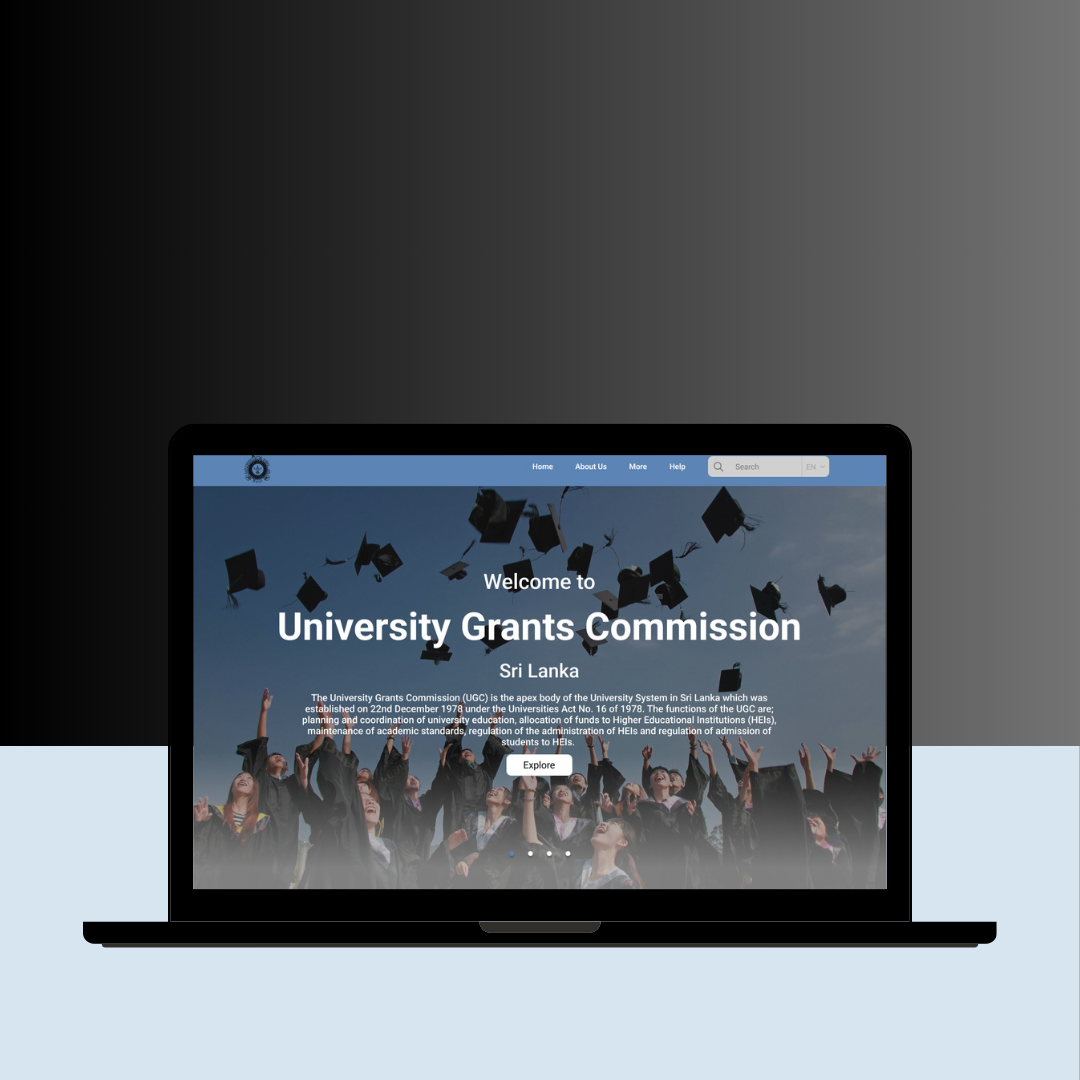 Home About Us More Help Search EN
Welcome to
University Grants Commission
Sri Lanka
The University Grants Commission (UGC) is the apex body of the University System in Sri Lanka which was
established on 22nd December 1978 under the Universities Act No. 16 of 1978. The functions of the UGC are;
planning and coordination of university education, allocation of funds to Higher Educational Institutions (HEIs),
maintenance of academic standards, regulation of the administration of HEIs and regulation of admission of
students to HEIs.
Explore